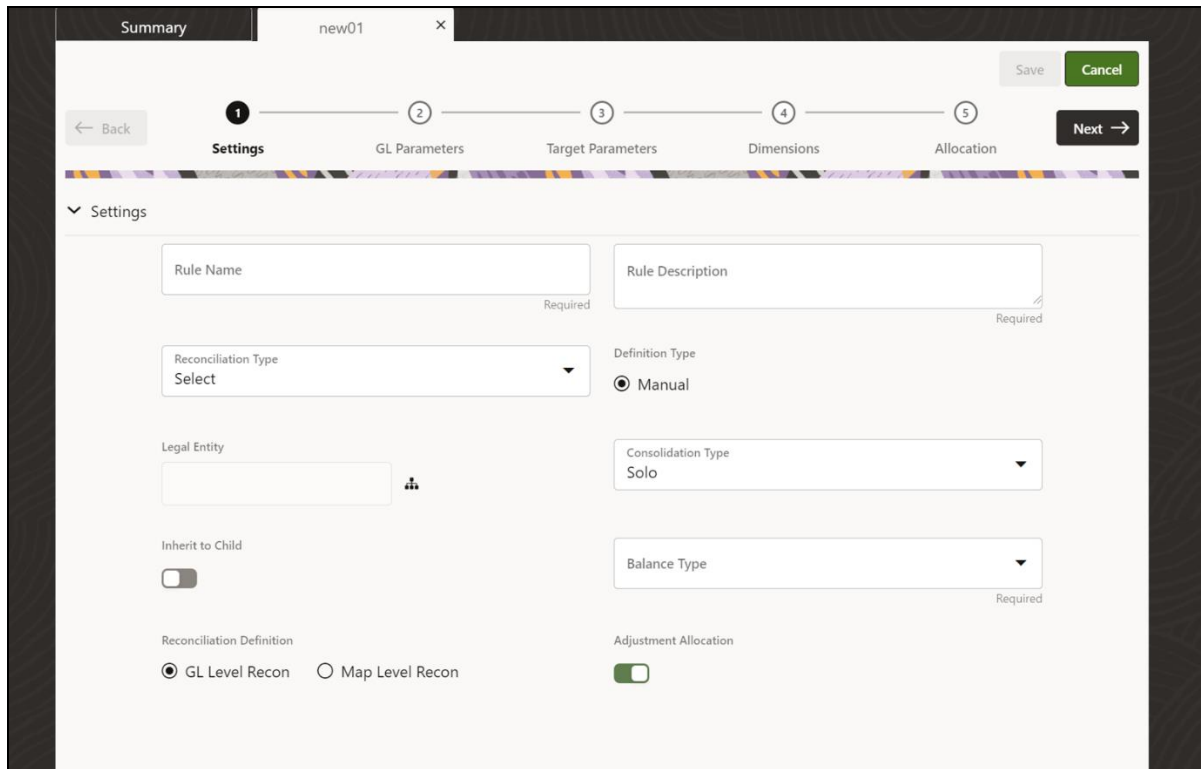 Summary
new01
Save
Cancel
Back
1
2
3
4
5
Next
Settings
GL Parameters
Target Parameters
Dimensions
Allocation
Settings
Rule Name
Rule Description
Required
Required
Reconciliation Type
Select
Definition Type
Manual
Legal Entity
Consolidation Type
Solo
Inherit to Child
Balance Type
Required
Reconciliation Definition
Adjustment Allocation
GL Level Recon
Map Level Recon